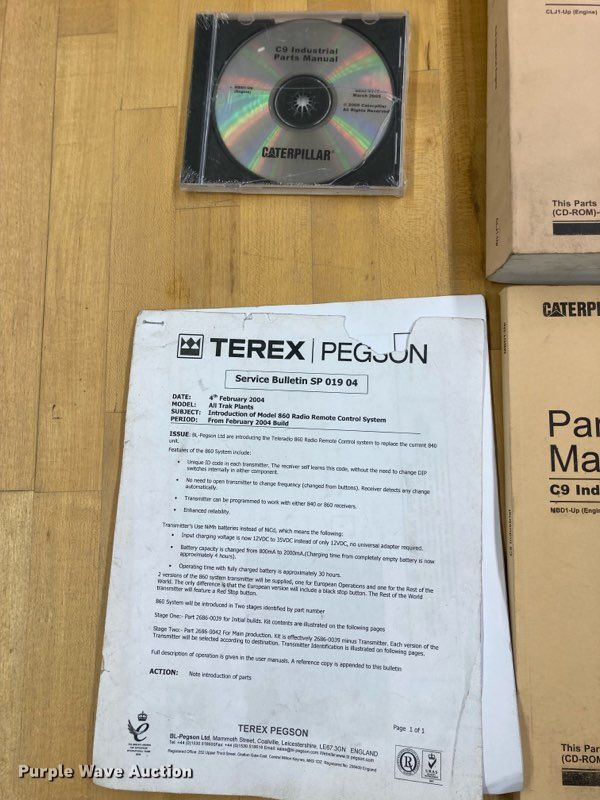 C9 Industrial
Parts Manual
NBD1-Up
(Engine)
March 2005
© 2005 Caterpillar
All Rights Reserved
CATERPILLAR®
CLJ1-Up (Engine)
This Parts
(CD-ROM)
TEREX | PEGSON
Service Bulletin SP 019 04
DATE: 4th February 2004
MODEL: All Trak Plants
SUBJECT: Introduction of Model 860 Radio Remote Control System
PERIOD: From February 2004 Build
ISSUE: BL-Pegson Ltd are introducing the Teleradio 860 Radio Remote Control system to replace the current 840
unit.
Features of the 860 System include:
• Unique ID code in each transmitter. The receiver self learns this code, without the need to change DIP
switches internally in either component.
• No need to open transmitter to change frequency (changed from buttons). Receiver detects any change
automatically.
• Transmitter can be programmed to work with either 840 or 860 receivers.
• Enhanced reliability.
Transmitter's Use NiMh batteries instead of NiCd, which means the following:
• Input charging voltage is now 12VDC to 35VDC instead of only 12VDC, no universal adapter required.
• Battery capacity is changed from 800mA to 2000mA.(Charging time from completely empty battery is now
approximately 4 hours).
• Operating time with fully charged battery is approximately 30 hours.
2 versions of the 860 system transmitter will be supplied, one for European Operations and one for the Rest of the
World. The only difference is that the European version will include a black stop button. The Rest of the World
transmitter will feature a Red Stop button.
860 System will be introduced in Two stages identified by part number
Stage One:- Part 2686-0039 for Initial builds. Kit contents are illustrated on the following pages
Stage Two:- Part 2686-0042 For Main production. Kit is effectively 2686-0039 minus Transmitter. Each version of the
Transmitter will be selected according to destination. Transmitter Identification is illustrated on following pages.
Full description of operation is given in the user manuals. A reference copy is appended to this bulletin
ACTION: Note introduction of parts
TEREX PEGSON
Page 1 of 1
BL-Pegson Ltd, Mammoth Street, Coalville, Leicestershire, LE67 3GN ENGLAND
CATERP
NBD1-Up
C9 Industrial
Par
Ma
C9 Ind
NBD1-Up (Engin
This Par
(CD-ROM
Purple Wave Auction